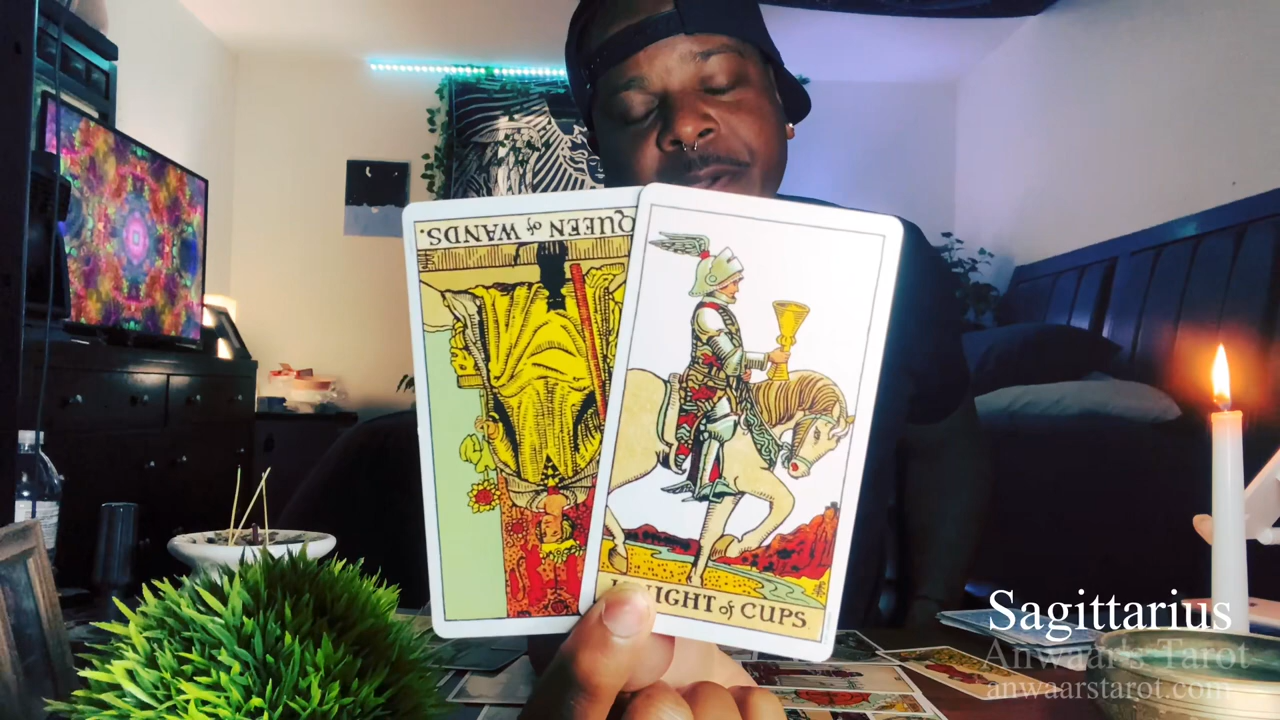 QUEEN of WANDS.
KNIGHT of CUPS.
Sagittarius
Anwaar's Tarot
anwaarstarot.com